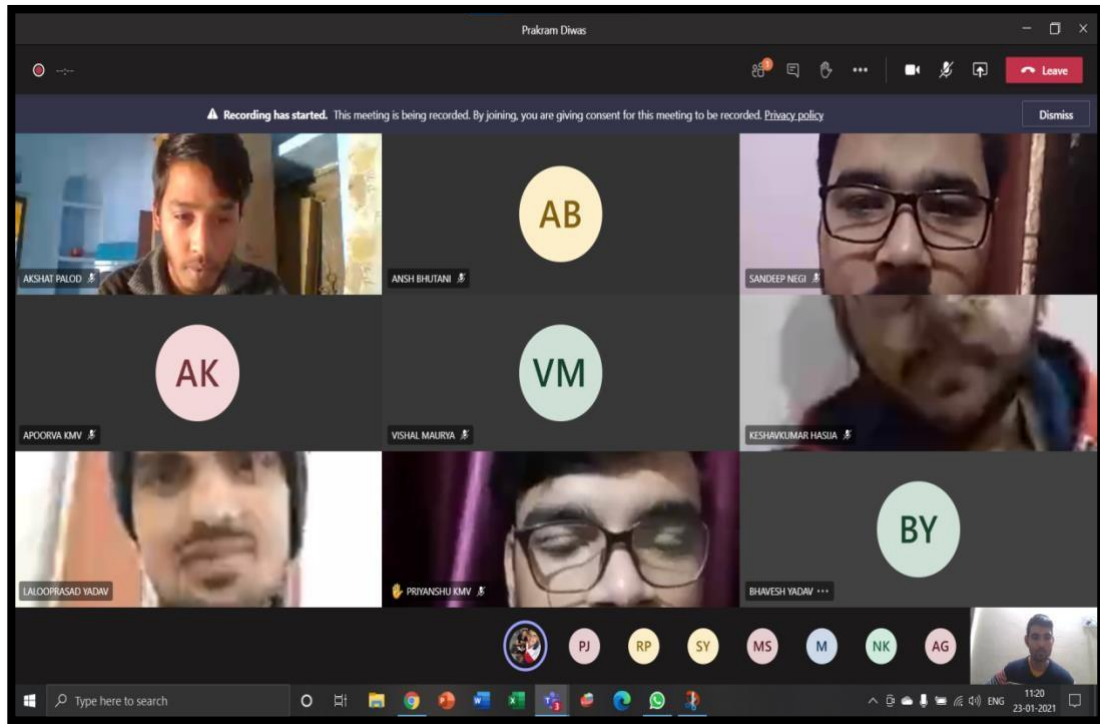 Prakram Diwas
--:--
3
Leave
Recording has started. This meeting is being recorded. By joining, you are giving consent for this meeting to be recorded. Privacy policy
Dismiss
AB
AKSHAT PALOD
ANSH BHUTANI
SANDEEP NEGI
AK
VM
APOORVA KMV
VISHAL MAURYA
KESHAVKUMAR HASIJA
BY
LALOOPRASAD YADAV
PRIYANSHU KMV
BHAVESH YADAV
PJ
RP
SY
MS
M
NK
AG
Type here to search
3
ENG
11:20
23-01-2021